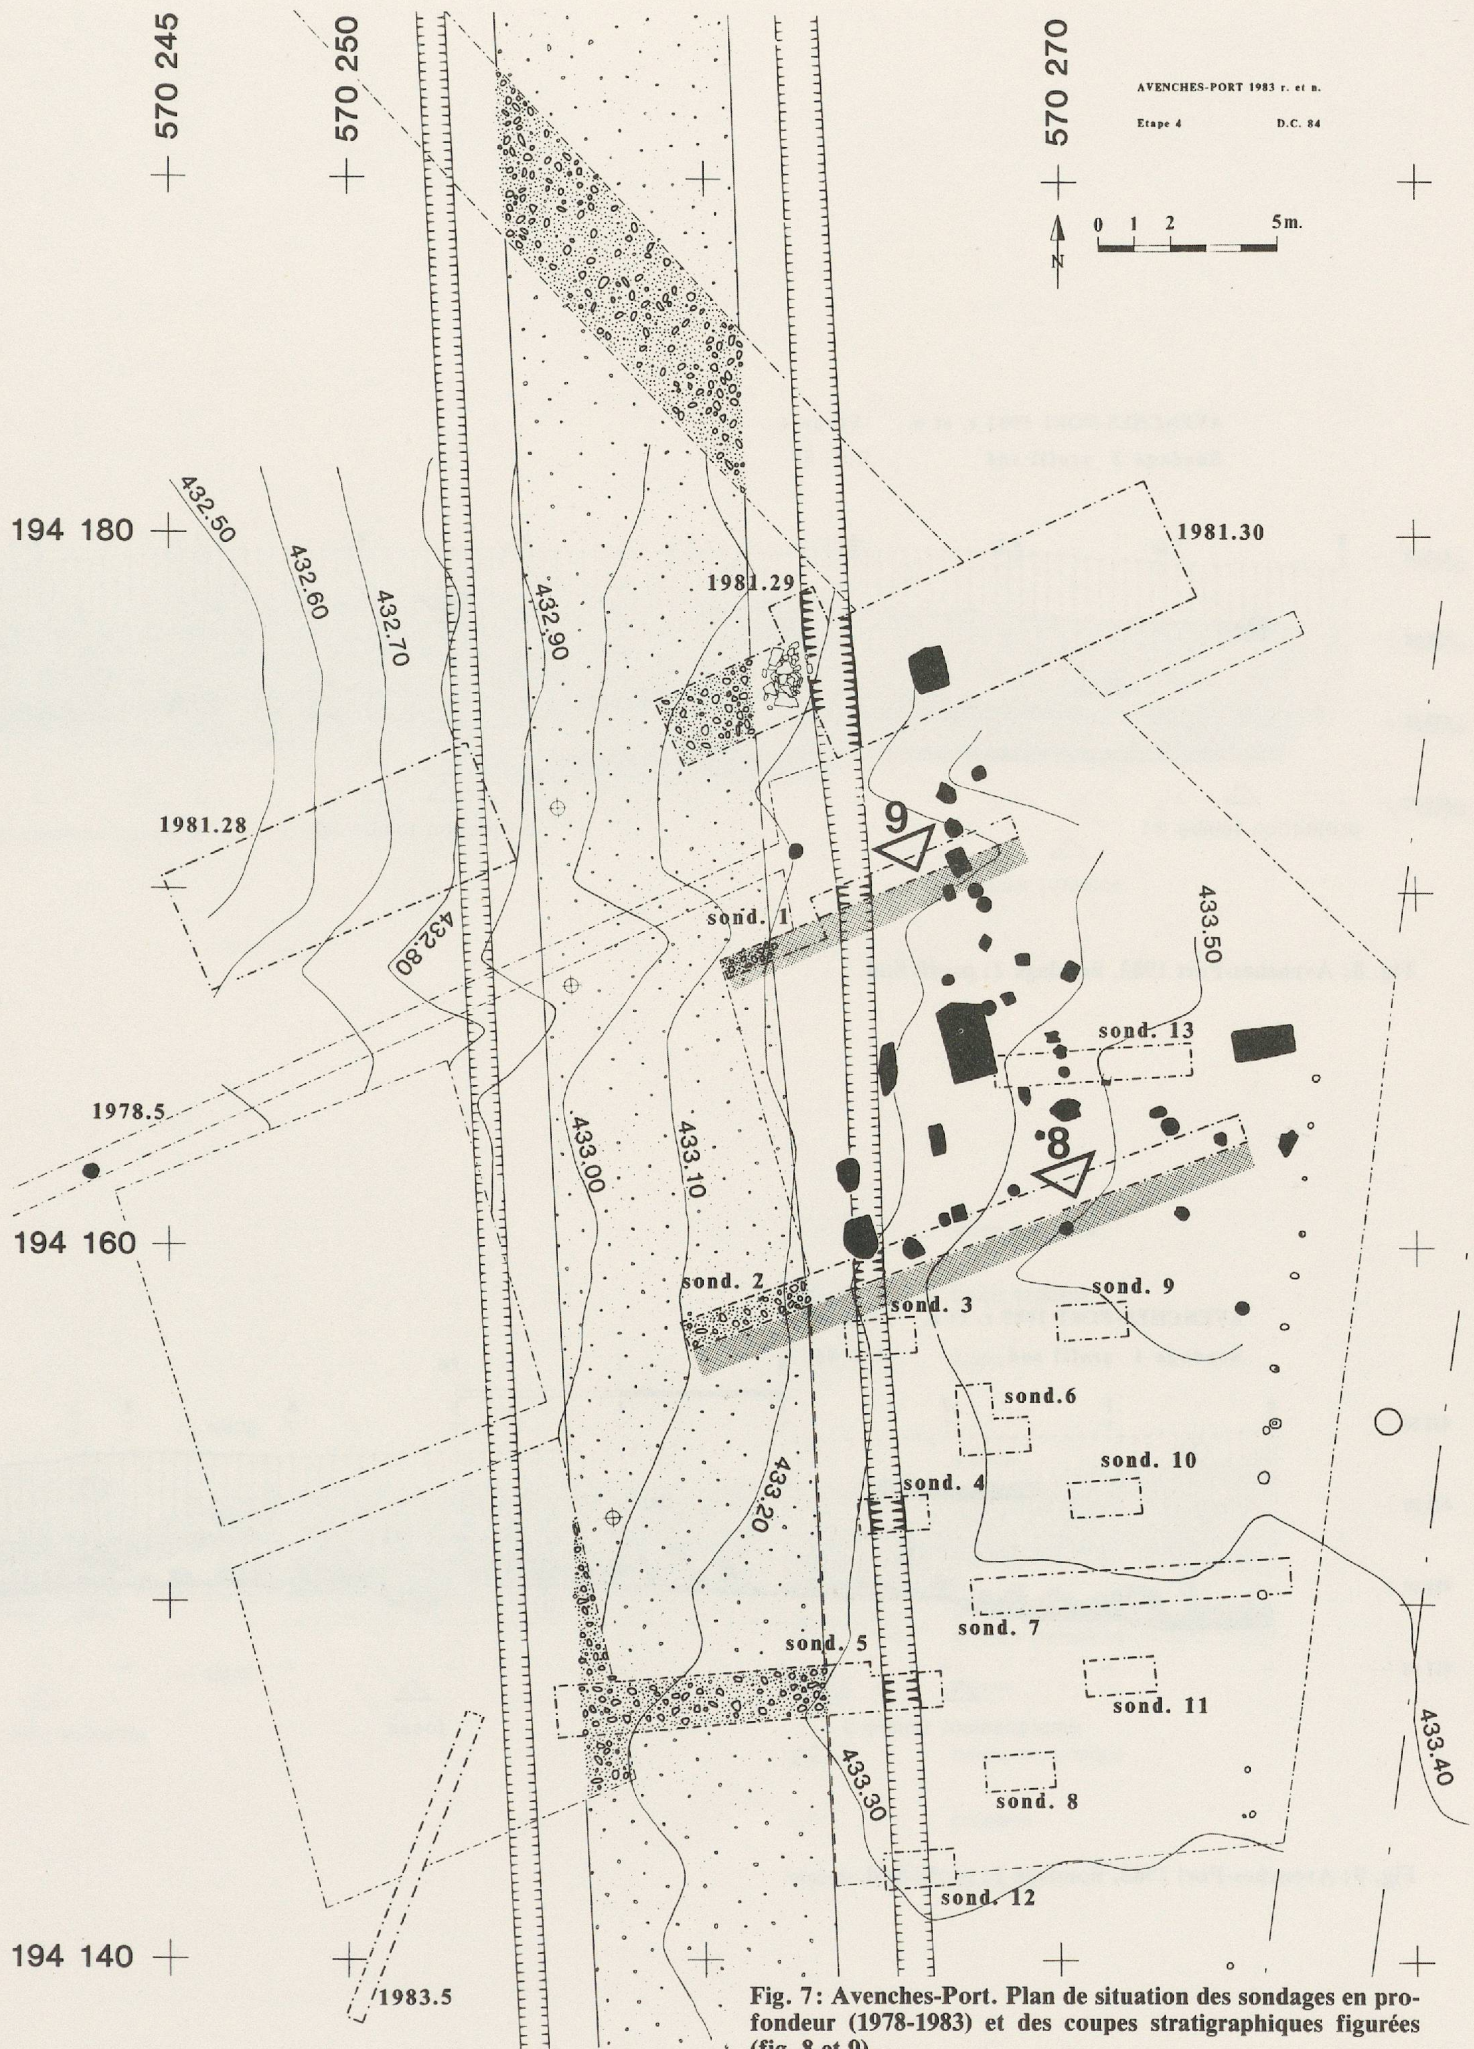 570 245
570 250
570 270
AVENCHES-PORT 1983 r. et n.
Etape 4 D.C. 84
0 1 2 5m.
N
194 180
432.50
432.60
432.70
432.90
1981.29
1981.30
1981.28
9
432.80
sond. 1
433.50
sond. 13
1978.5
433.00
433.10
8
194 160
sond. 2
sond. 3
sond. 9
sond.6
sond. 4
sond. 10
433.20
sond. 7
sond. 5
sond. 11
433.40
433.30
sond. 8
sond. 12
194 140
1983.5
Fig. 7: Avenches-Port. Plan de situation des sondages en pro-
fondeur (1978-1983) et des coupes stratigraphiques figurées
(fig. 8 et 9)